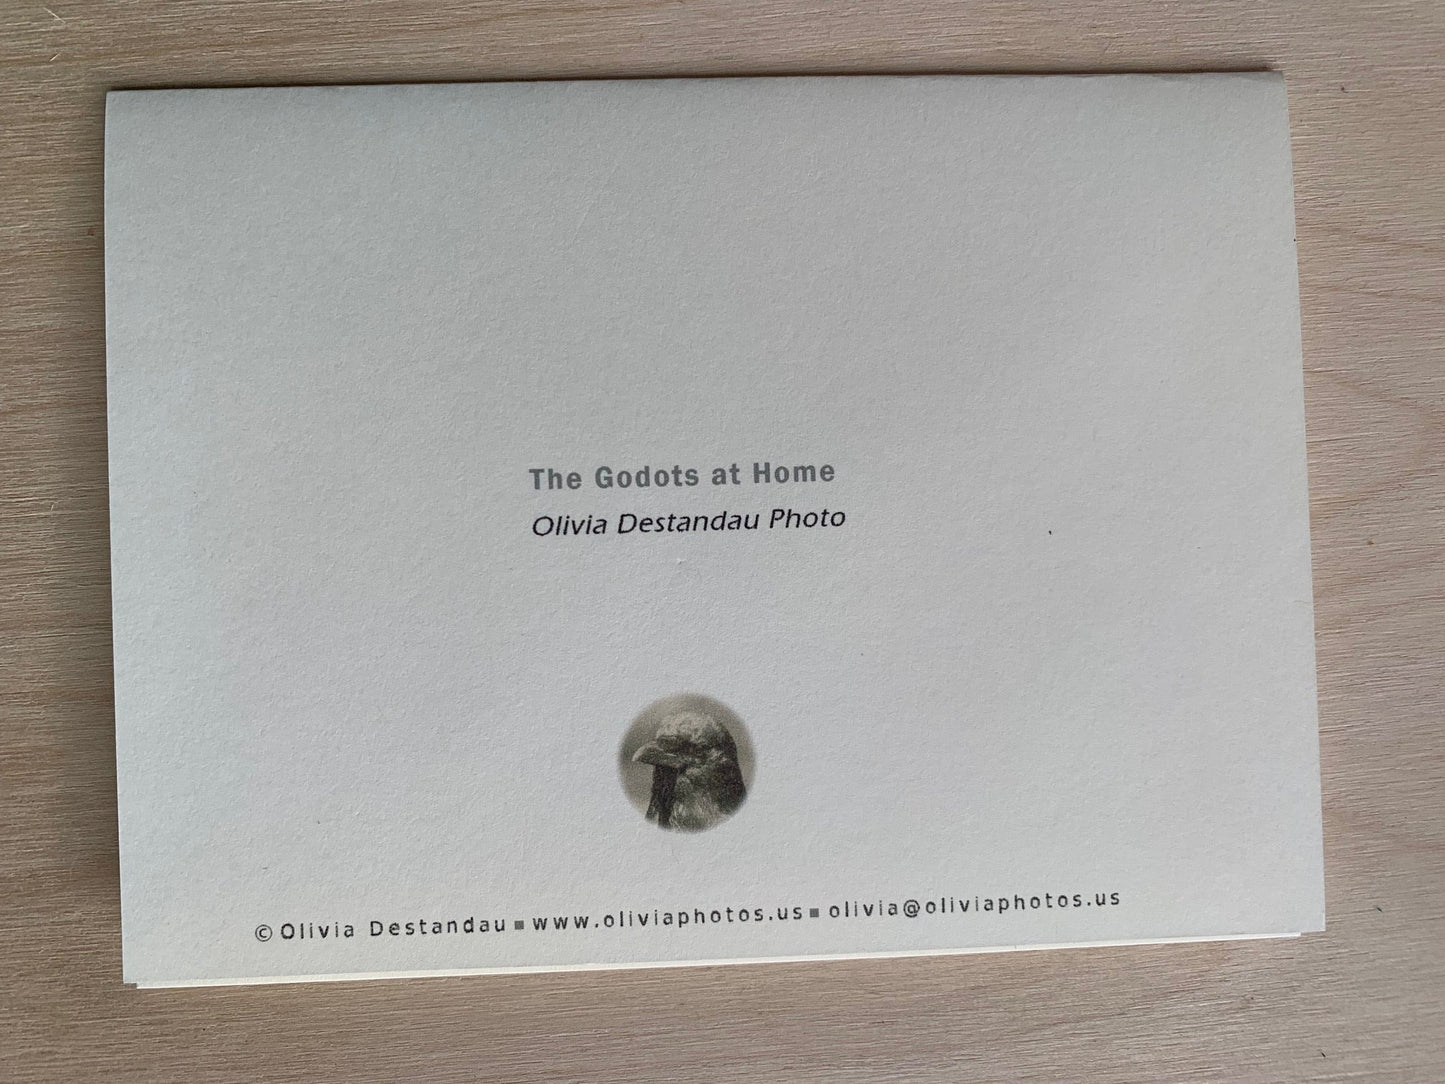 The Godots at Home
Olivia Destandau Photo
© Olivia Destandau ▪ www.oliviaphotos.us ▪ olivia@oliviaphotos.us